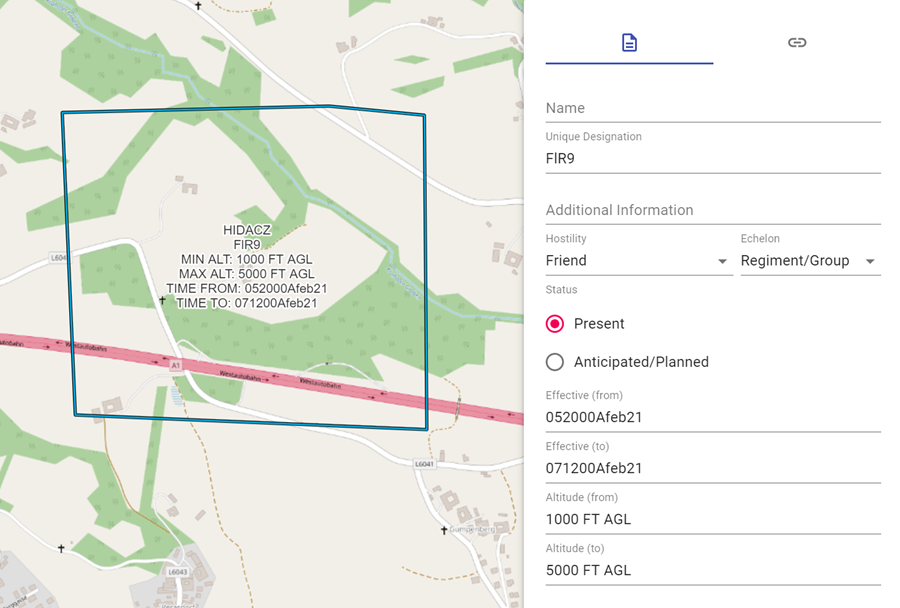 L604
HIDACZ
FIR9
MIN ALT: 1000 FT AGL
MAX ALT: 5000 FT AGL
TIME FROM: 052000Afeb21
TIME TO: 071200Afeb21
Westautobahn
A1
Westautobahn
Westautobahn
L6041
Gumpenberg
L6043
Name
Unique Designation
FIR9
Additional Information
Hostility
Echelon
Friend
Regiment/Group
Status
Present
Anticipated/Planned
Effective (from)
052000Afeb21
Effective (to)
071200Afeb21
Altitude (from)
1000 FT AGL
Altitude (to)
5000 FT AGL